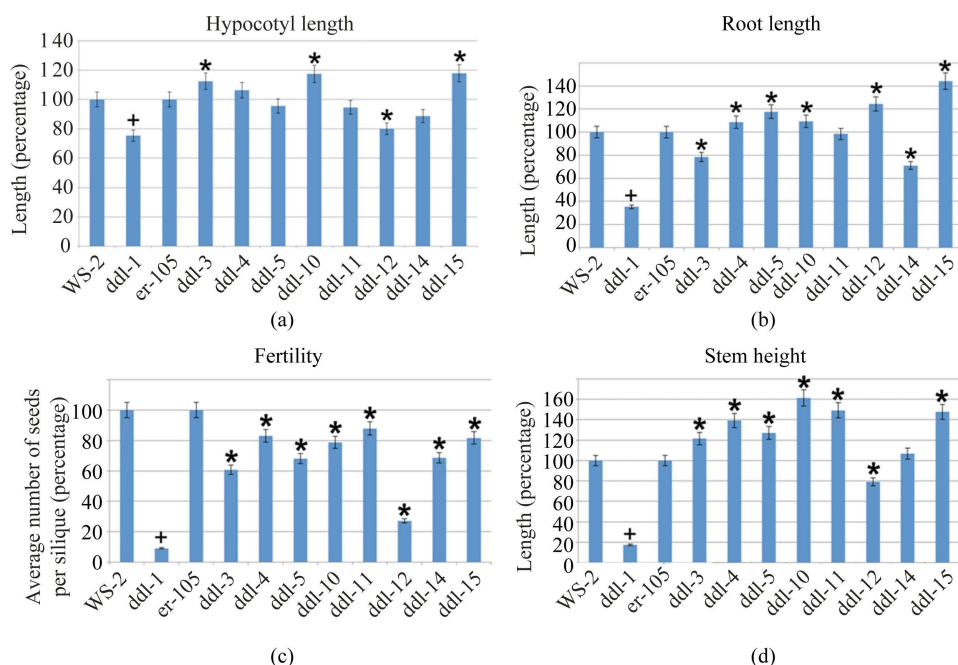 Hypocotyl length
Length (percentage)
140
120
100
80
60
40
20
0
+
*
*
*
*
WS-2
ddl-1
er-105
ddl-3
ddl-4
ddl-5
ddl-10
ddl-11
ddl-12
ddl-14
ddl-15
(a)
Root length
Length (percentage)
140
120
100
80
60
40
20
0
+
*
*
*
*
*
*
*
WS-2
ddl-1
er-105
ddl-3
ddl-4
ddl-5
ddl-10
ddl-11
ddl-12
ddl-14
ddl-15
(b)
Fertility
Average number of seeds
per silique (percentage)
100
80
60
40
20
0
+
*
*
*
*
*
*
*
*
WS-2
ddl-1
er-105
ddl-3
ddl-4
ddl-5
ddl-10
ddl-11
ddl-12
ddl-14
ddl-15
(c)
Stem height
Length (percentage)
160
140
120
100
80
60
40
20
0
+
*
*
*
*
*
*
*
WS-2
ddl-1
er-105
ddl-3
ddl-4
ddl-5
ddl-10
ddl-11
ddl-12
ddl-14
ddl-15
(d)